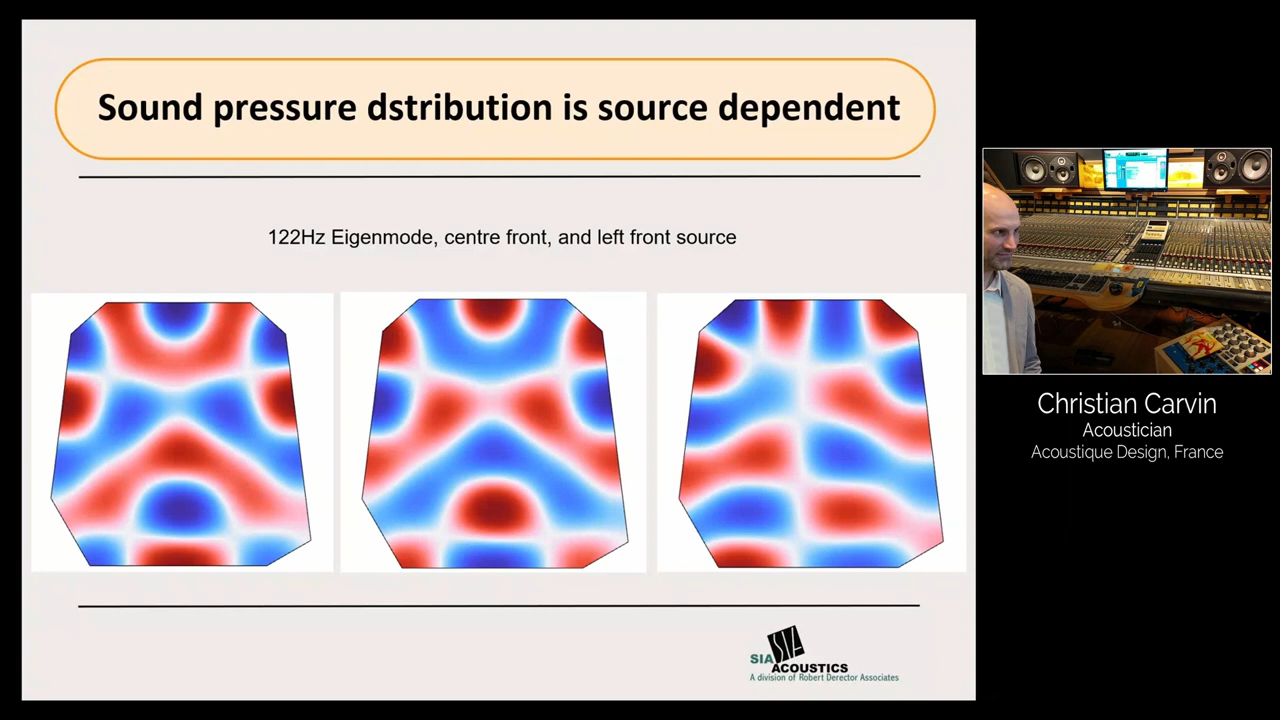 Sound pressure dstribution is source dependent
122Hz Eigenmode, centre front, and left front source
SIA
ACOUSTICS
A division of Robert Derector Associates
Christian Carvin
Acoustician
Acoustique Design, France